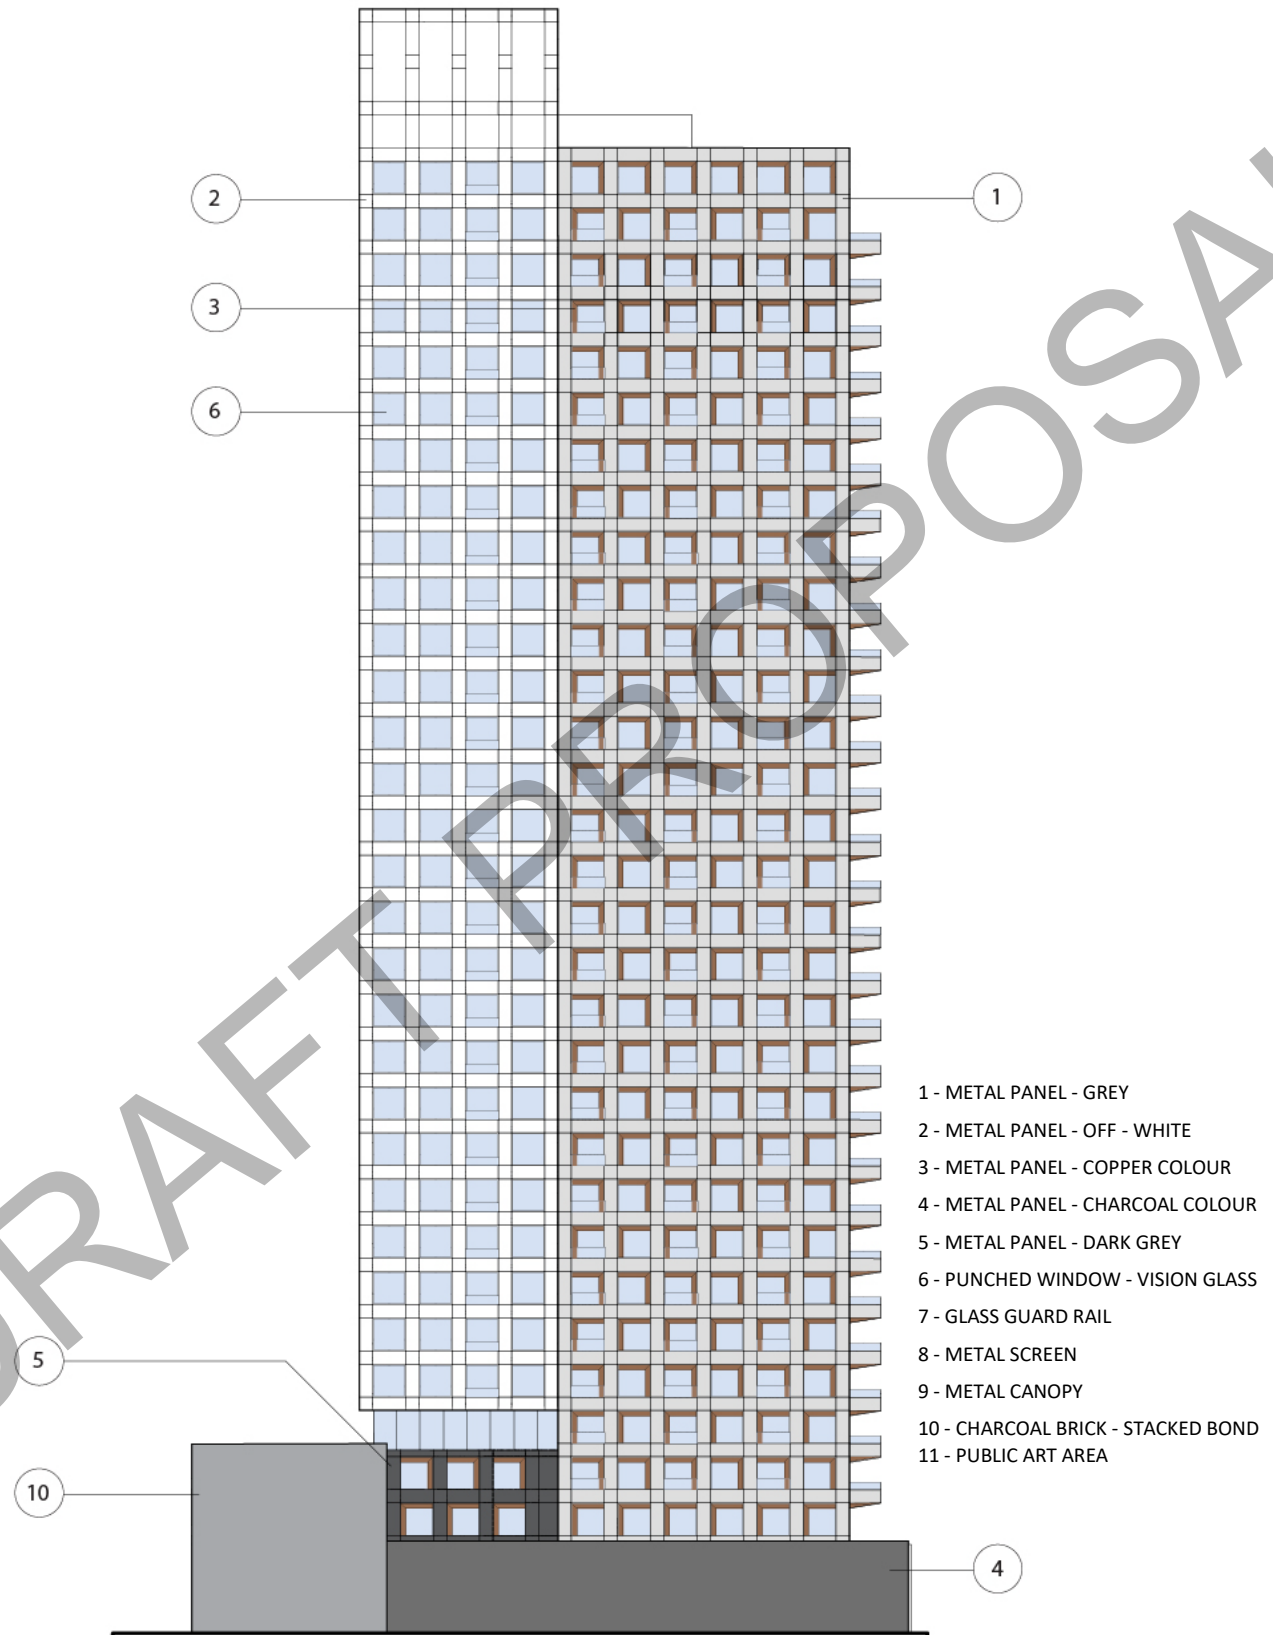 2
1
3
6
DRAFT PROPOSAL
1 - METAL PANEL - GREY
2 - METAL PANEL - OFF - WHITE
3 - METAL PANEL - COPPER COLOUR
4 - METAL PANEL - CHARCOAL COLOUR
5 - METAL PANEL - DARK GREY
6 - PUNCHED WINDOW - VISION GLASS
7 - GLASS GUARD RAIL
8 - METAL SCREEN
9 - METAL CANOPY
10 - CHARCOAL BRICK - STACKED BOND
11 - PUBLIC ART AREA
5
10
4